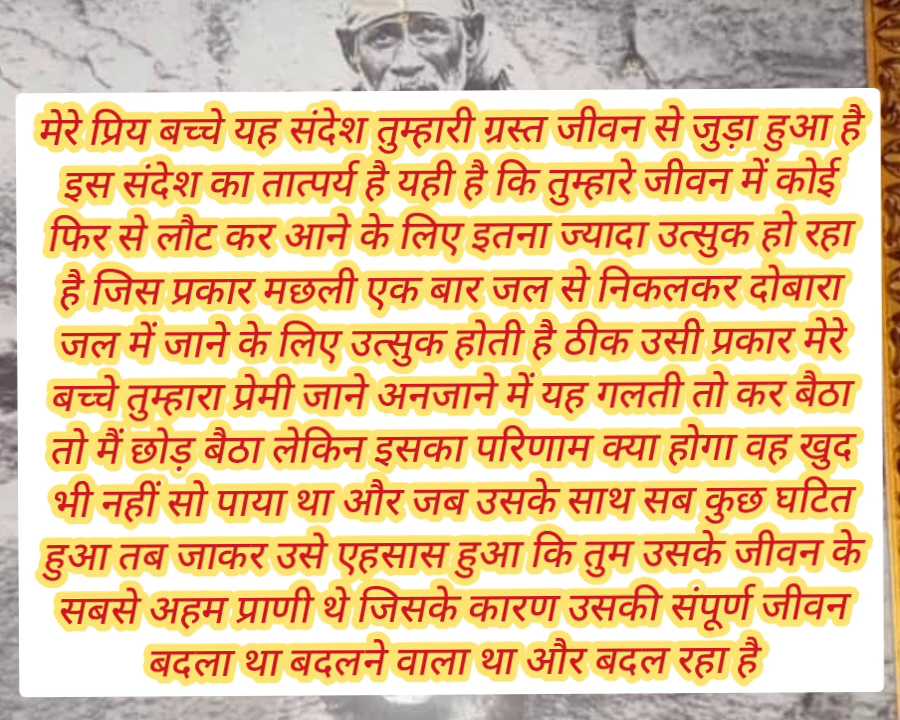 मेरे प्रिय बच्चे यह संदेश तुम्हारी ग्रस्त जीवन से जुड़ा हुआ है
इस संदेश का तात्पर्य है यही है कि तुम्हारे जीवन में कोई
फिर से लौट कर आने के लिए इतना ज्यादा उत्सुक हो रहा
है जिस प्रकार मछली एक बार जल से निकलकर दोबारा
जल में जाने के लिए उत्सुक होती है ठीक उसी प्रकार मेरे
बच्चे तुम्हारा प्रेमी जाने अनजाने में यह गलती तो कर बैठा
तो मैं छोड़ बैठा लेकिन इसका परिणाम क्या होगा वह खुद
भी नहीं सो पाया था और जब उसके साथ सब कुछ घटित
हुआ तब जाकर उसे एहसास हुआ कि तुम उसके जीवन के
सबसे अहम प्राणी थे जिसके कारण उसकी संपूर्ण जीवन
बदला था बदलने वाला था और बदल रहा है